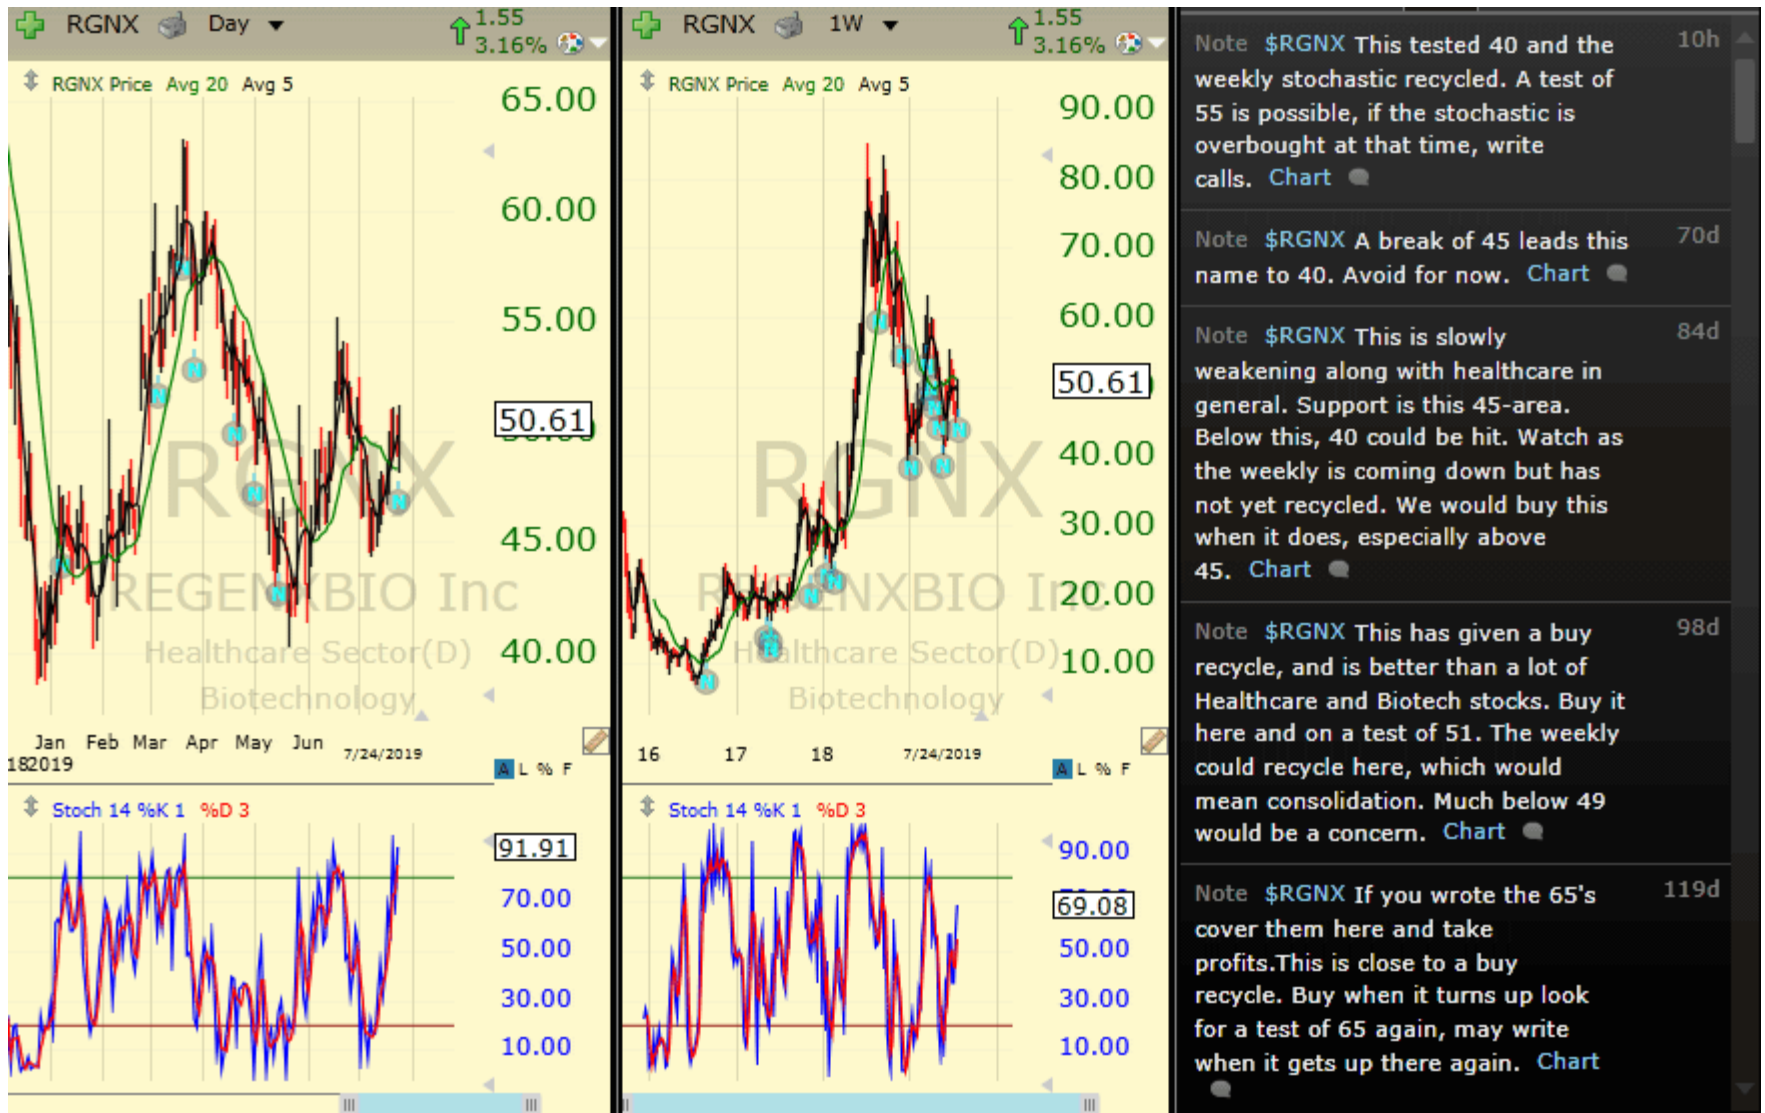 RGNX Day 1.55
3.16%
RGNX Price Avg 20 Avg 5
65.00
60.00
55.00
50.61
45.00
40.00
RGNX
REGENXBIO Inc
Healthcare Sector(D)
Biotechnology
Jan Feb Mar Apr May Jun 7/24/2019
182019
A L % F
Stoch 14 %K 1 %D 3
91.91
70.00
50.00
30.00
10.00
RGNX 1W 1.55
3.16%
RGNX Price Avg 20 Avg 5
90.00
80.00
70.00
60.00
50.61
40.00
30.00
20.00
10.00
RGNX
REGENXBIO Inc
Healthcare Sector(D)
Biotechnology
16 17 18 7/24/2019
A L % F
Stoch 14 %K 1 %D 3
90.00
69.08
50.00
30.00
10.00
Note $RGNX This tested 40 and the 10h
weekly stochastic recycled. A test of
55 is possible, if the stochastic is
overbought at that time, write
calls. Chart
Note $RGNX A break of 45 leads this 70d
name to 40. Avoid for now. Chart
Note $RGNX This is slowly 84d
weakening along with healthcare in
general. Support is this 45-area.
Below this, 40 could be hit. Watch as
the weekly is coming down but has
not yet recycled. We would buy this
when it does, especially above
45. Chart
Note $RGNX This has given a buy 98d
recycle, and is better than a lot of
Healthcare and Biotech stocks. Buy it
here and on a test of 51. The weekly
could recycle here, which would
mean consolidation. Much below 49
would be a concern. Chart
Note $RGNX If you wrote the 65's 119d
cover them here and take
profits.This is close to a buy
recycle. Buy when it turns up look
for a test of 65 again, may write
when it gets up there again. Chart